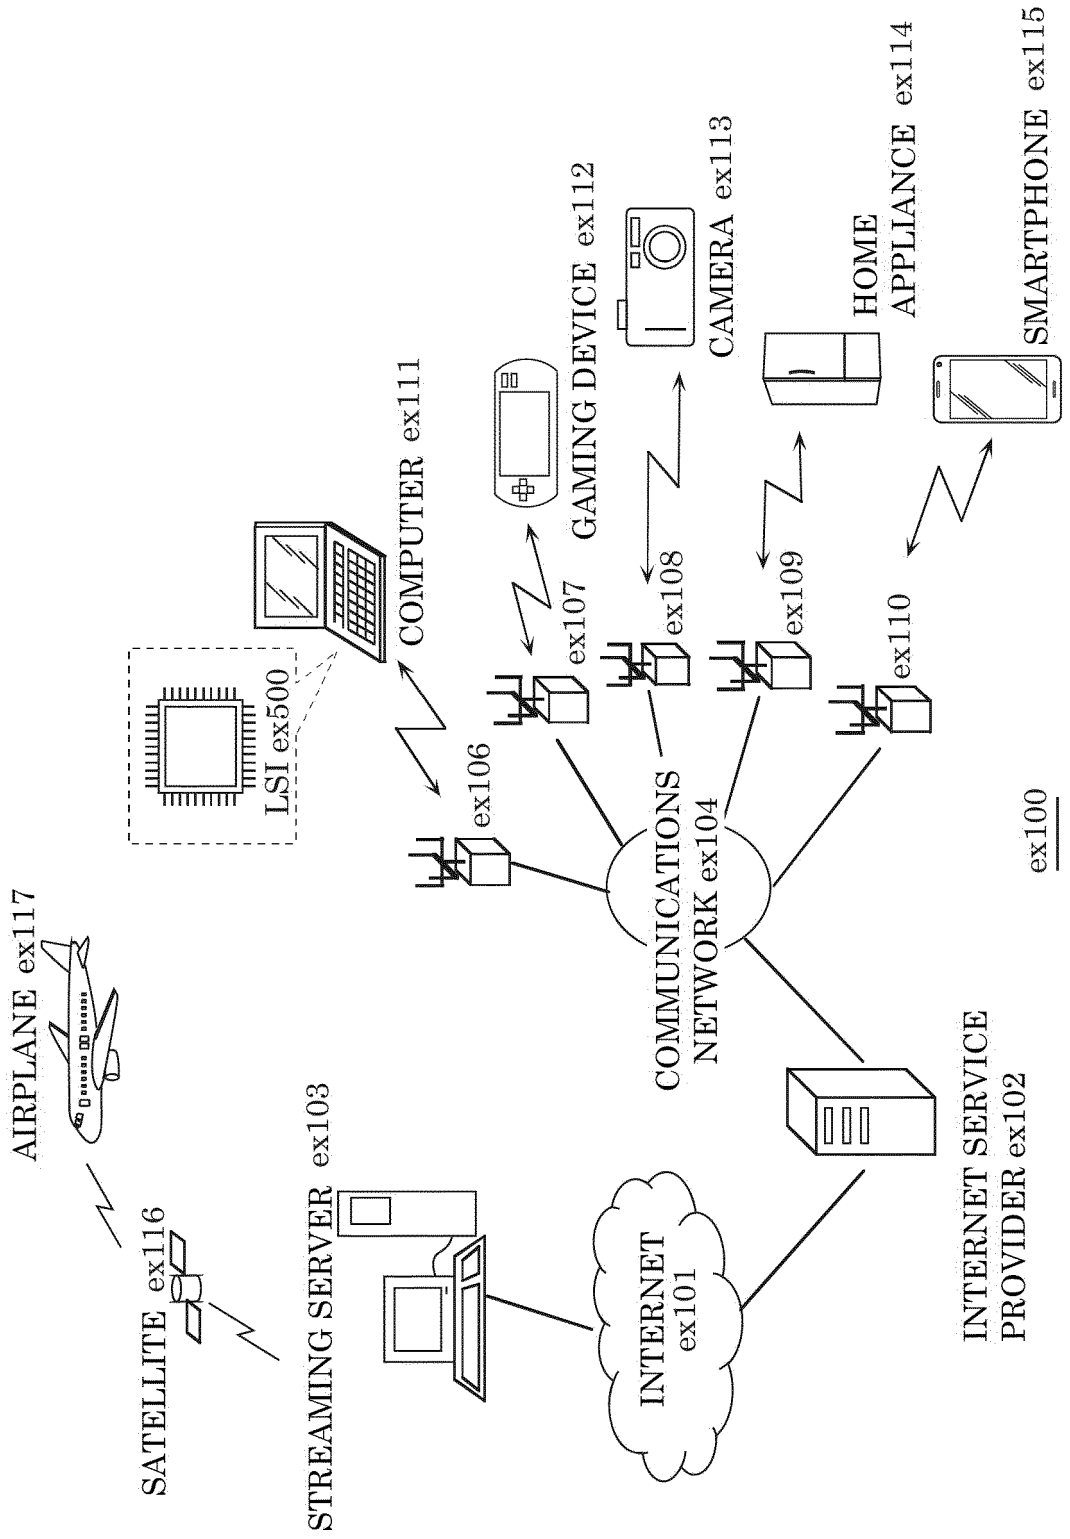 AIRPLANE ex117
SATELLITE ex116
LSI ex500
STREAMING SERVER ex103
COMPUTER ex111
ex106
ex107
GAMING DEVICE ex112
INTERNET
ex101
COMMUNICATIONS
NETWORK ex104
ex108
CAMERA ex113
ex109
HOME
APPLIANCE ex114
ex110
INTERNET SERVICE
PROVIDER ex102
ex100
SMARTPHONE ex115